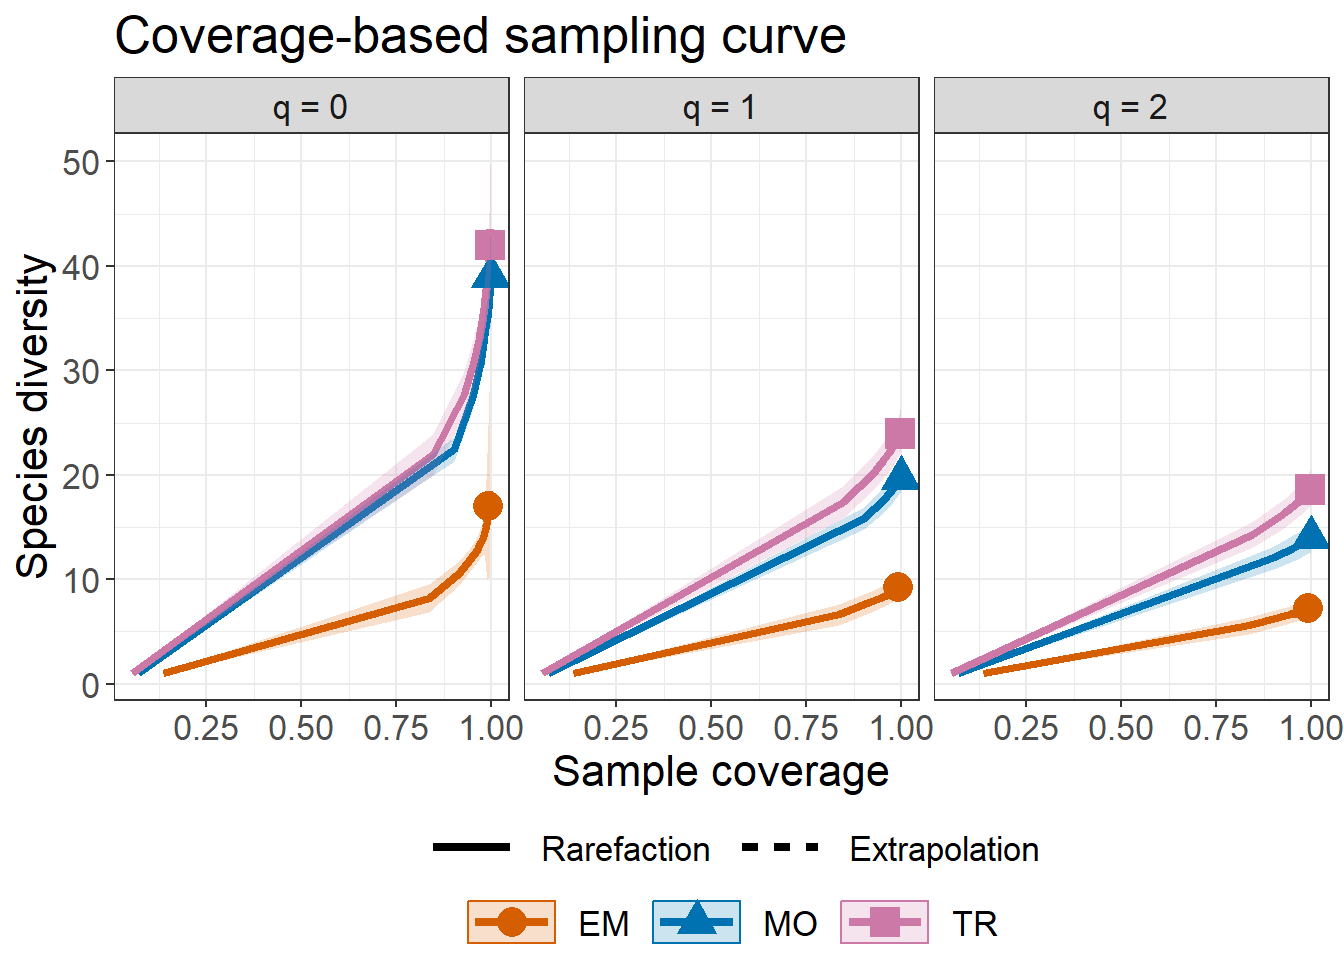 Coverage-based sampling curve
q = 0
q = 1
q = 2
Species diversity
50
40
30
20
10
0
0.25 0.50 0.75 1.00
0.25 0.50 0.75 1.00
0.25 0.50 0.75 1.00
Sample coverage
Rarefaction Extrapolation
EM MO TR